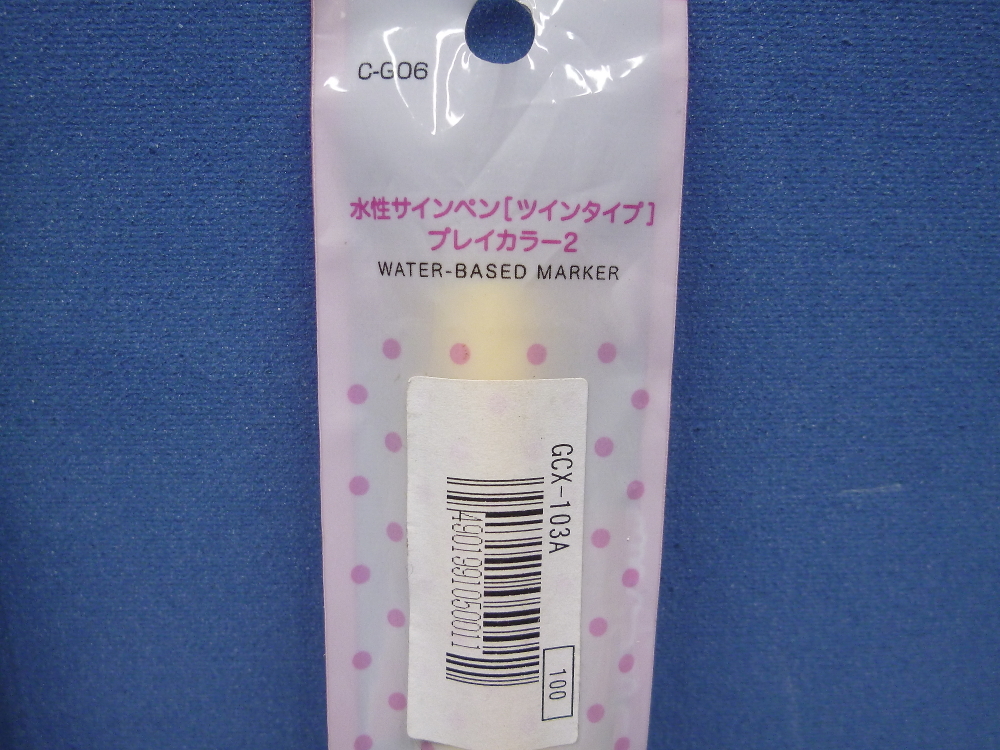 C-G06
水性サインペン[ツインタイプ]
プレイカラー2
WATER-BASED MARKER
GCX-103A
4901991050011
100